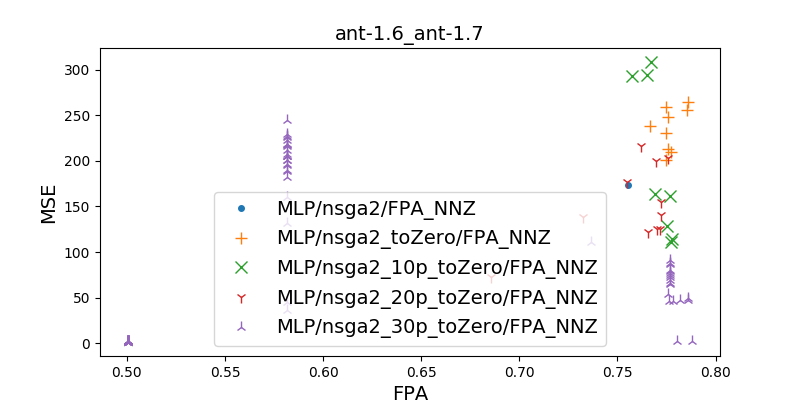 ant-1.6_ant-1.7
300
250
200
150
100
50
0
MSE
MLP/nsga2/FPA_NNZ
MLP/nsga2_toZero/FPA_NNZ
MLP/nsga2_10p_toZero/FPA_NNZ
MLP/nsga2_20p_toZero/FPA_NNZ
MLP/nsga2_30p_toZero/FPA_NNZ
0.50 0.55 0.60 0.65 0.70 0.75 0.80
FPA